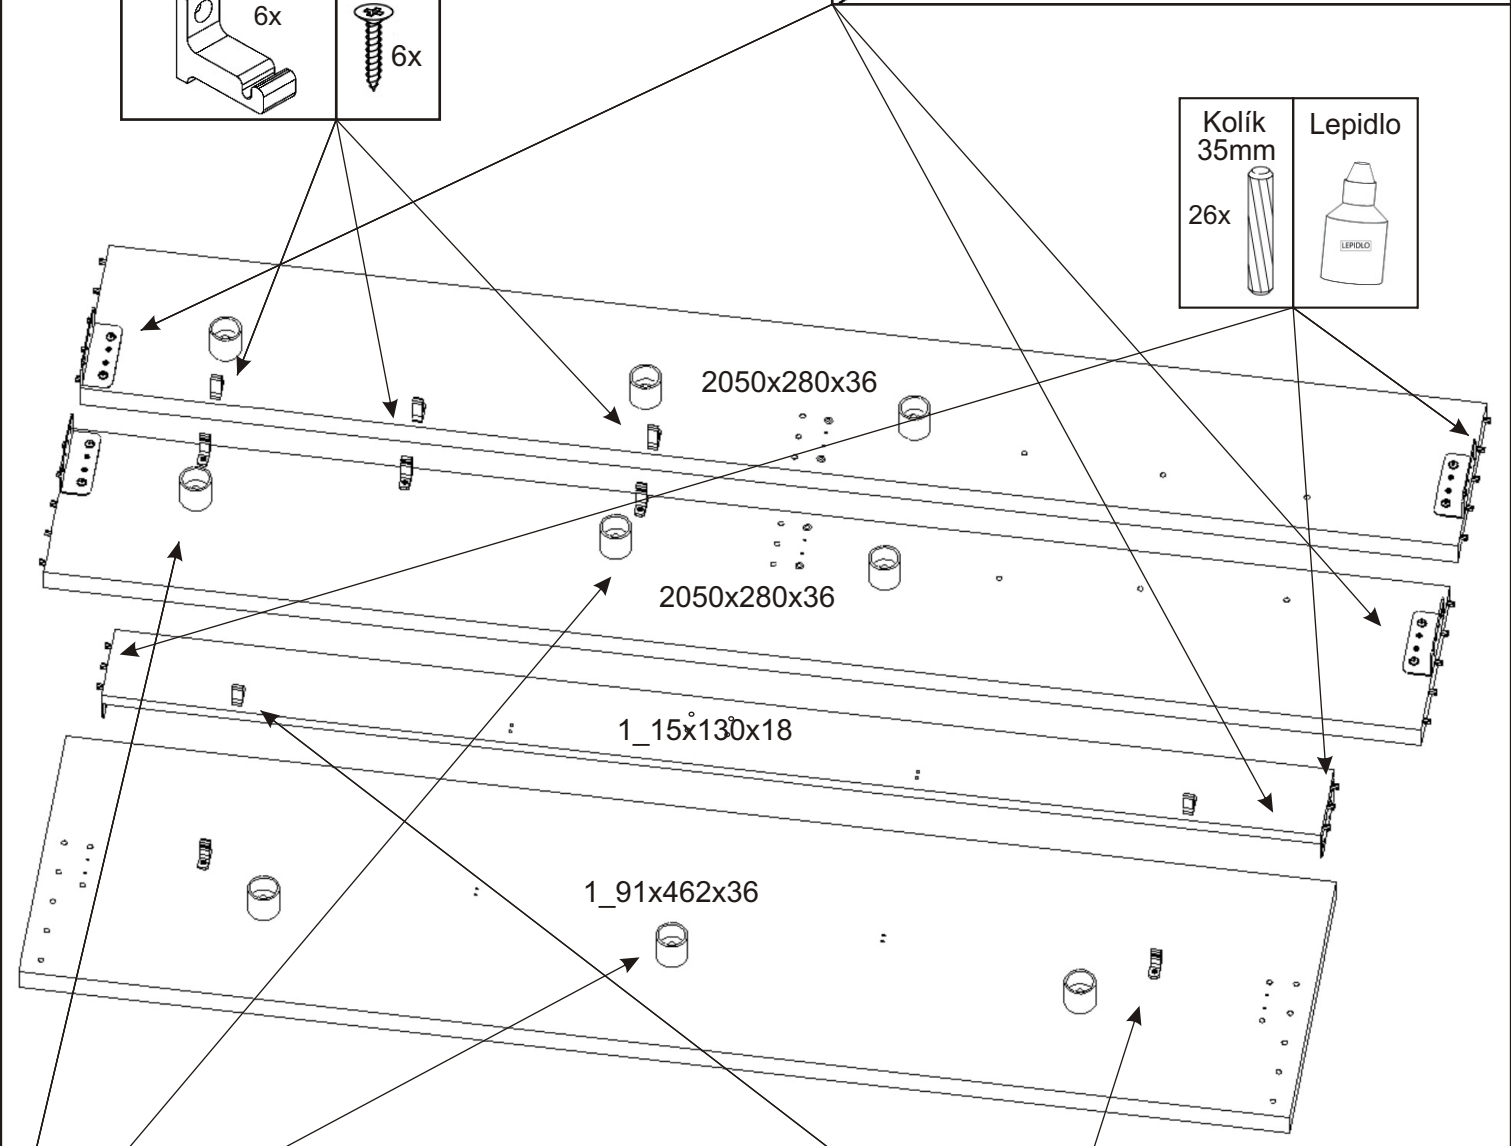 6x
6x
Kolík
35mm
26x
Lepidlo
LEPIDLO
2050x280x36
2050x280x36
1_15x130x18
1_91x462x36